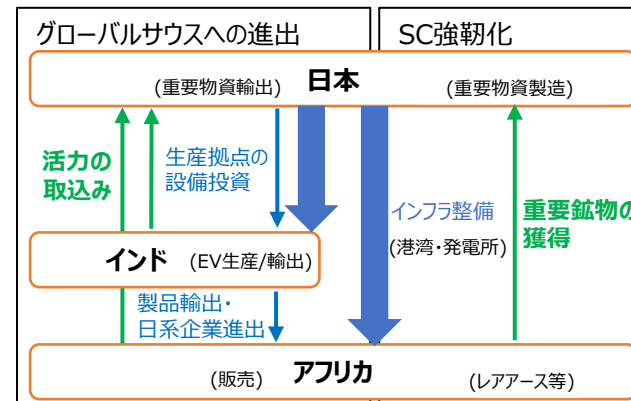 グローバルサウスへの進出
SC強靭化
(重要物資輸出)
日本
(重要物資製造)
活力の
取込み
生産拠点の
設備投資
インフラ整備
(港湾・発電所)
重要鉱物の
獲得
インド
(EV生産/輸出)
製品輸出・
日系企業進出
(販売)
アフリカ
(レアアース等)